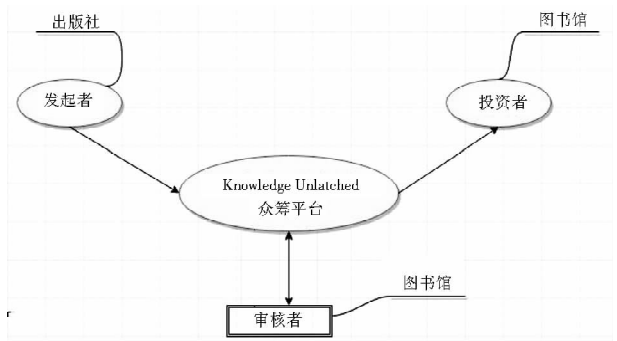 出版社
图书馆
发起者
投资者
Knowledge Unlatched
众筹平台
图书馆
审核者